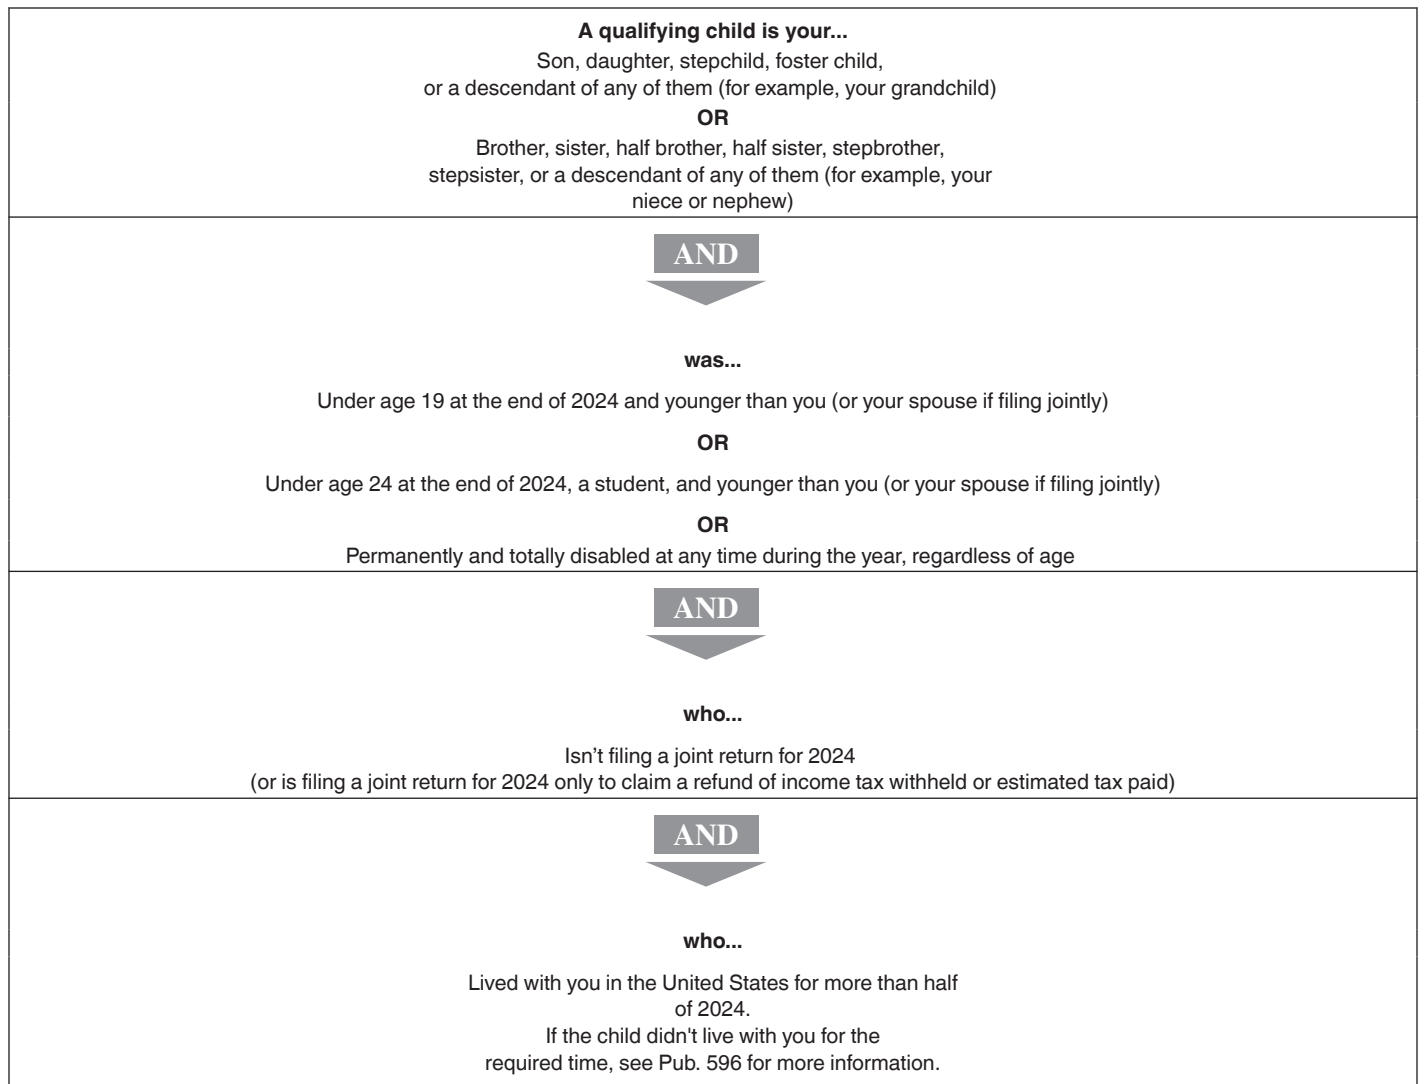 A qualifying child is your...
Son, daughter, stepchild, foster child,
or a descendant of any of them (for example, your grandchild)
OR
Brother, sister, half brother, half sister, stepbrother,
stepsister, or a descendant of any of them (for example, your
niece or nephew)
AND
was...
Under age 19 at the end of 2024 and younger than you (or your spouse if filing jointly)
OR
Under age 24 at the end of 2024, a student, and younger than you (or your spouse if filing jointly)
OR
Permanently and totally disabled at any time during the year, regardless of age
AND
who...
Isn’t filing a joint return for 2024
(or is filing a joint return for 2024 only to claim a refund of income tax withheld or estimated tax paid)
AND
who...
Lived with you in the United States for more than half
of 2024.
If the child didn't live with you for the
required time, see Pub. 596 for more information.